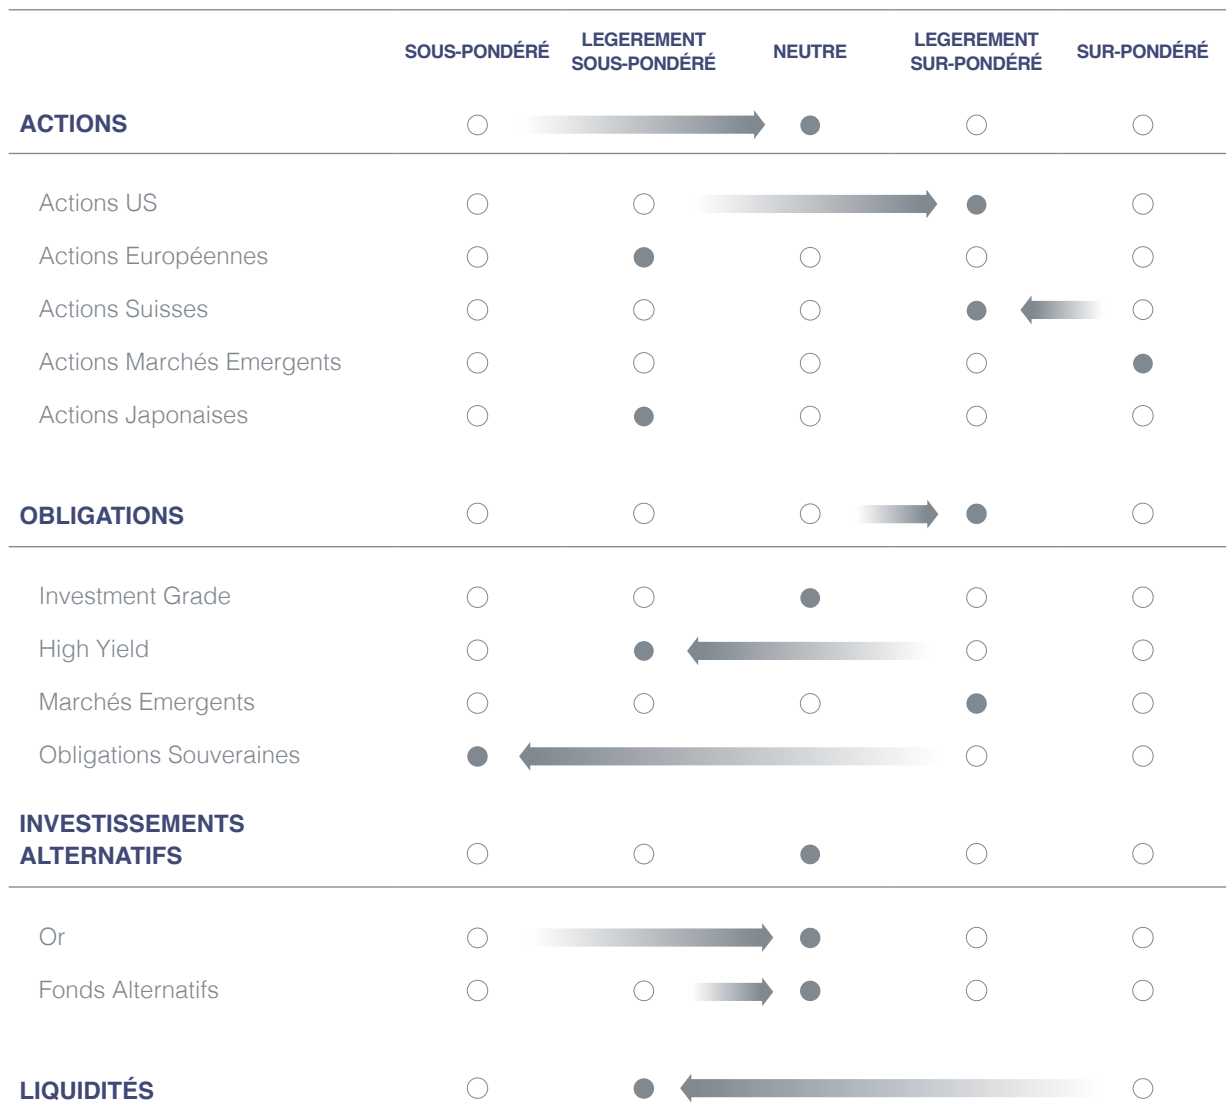 SOUS-PONDÉRÉ
LEGEREMENT
SOUS-PONDÉRÉ
NEUTRE
LEGEREMENT
SUR-PONDÉRÉ
SUR-PONDÉRÉ
ACTIONS
Actions US
Actions Européennes
Actions Suisses
Actions Marchés Emergents
Actions Japonaises
OBLIGATIONS
Investment Grade
High Yield
Marchés Emergents
Obligations Souveraines
INVESTISSEMENTS
ALTERNATIFS
Or
Fonds Alternatifs
LIQUIDITÉS